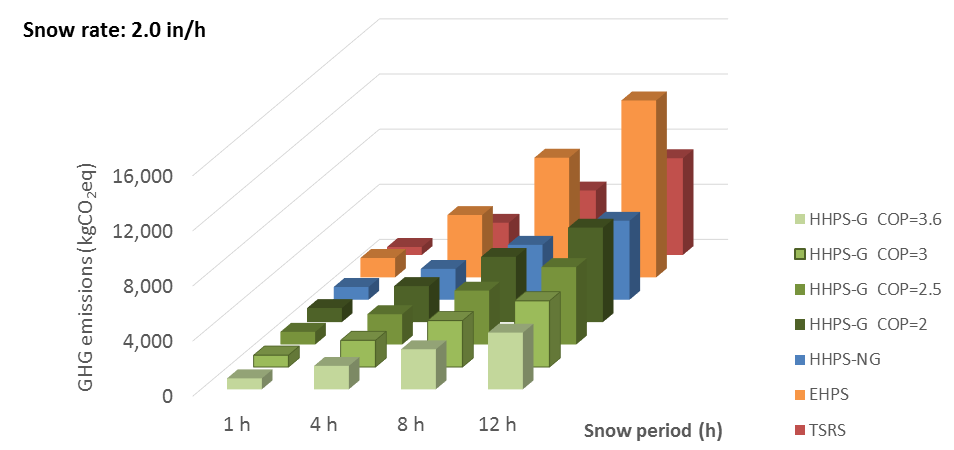 Snow rate: 2.0 in/h
GHG emissions (kgCO₂eq)
16,000
12,000
8,000
4,000
0
1 h
4 h
8 h
12 h
Snow period (h)
HHPS-G COP=3.6
HHPS-G COP=3
HHPS-G COP=2.5
HHPS-G COP=2
HHPS-NG
EHPS
TSRS